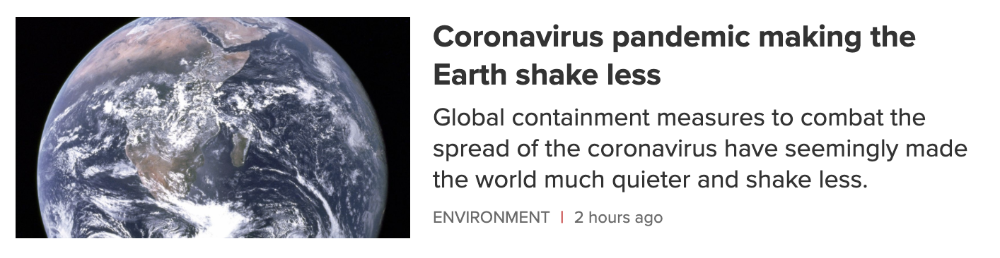 Coronavirus pandemic making the
Earth shake less
Global containment measures to combat the
spread of the coronavirus have seemingly made
the world much quieter and shake less.
ENVIRONMENT | 2 hours ago